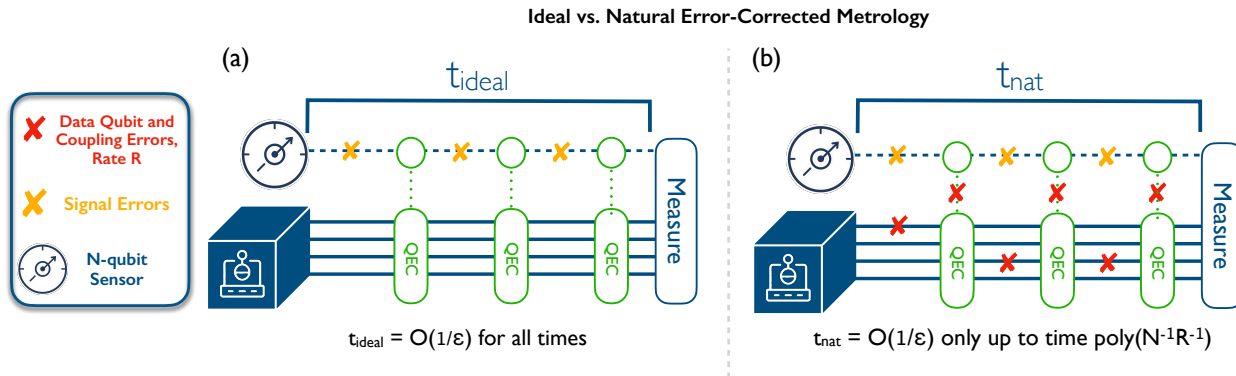 Ideal vs. Natural Error-Corrected Metrology
(a)
(b)
t_ideal
t_nat
Data Qubit and
Coupling Errors,
Rate R
Signal Errors
N-qubit
Sensor
QEC
QEC
QEC
Measure
QEC
QEC
QEC
Measure
t_ideal = O(1/ε) for all times
t_nat = O(1/ε) only up to time poly(N⁻¹R⁻¹)